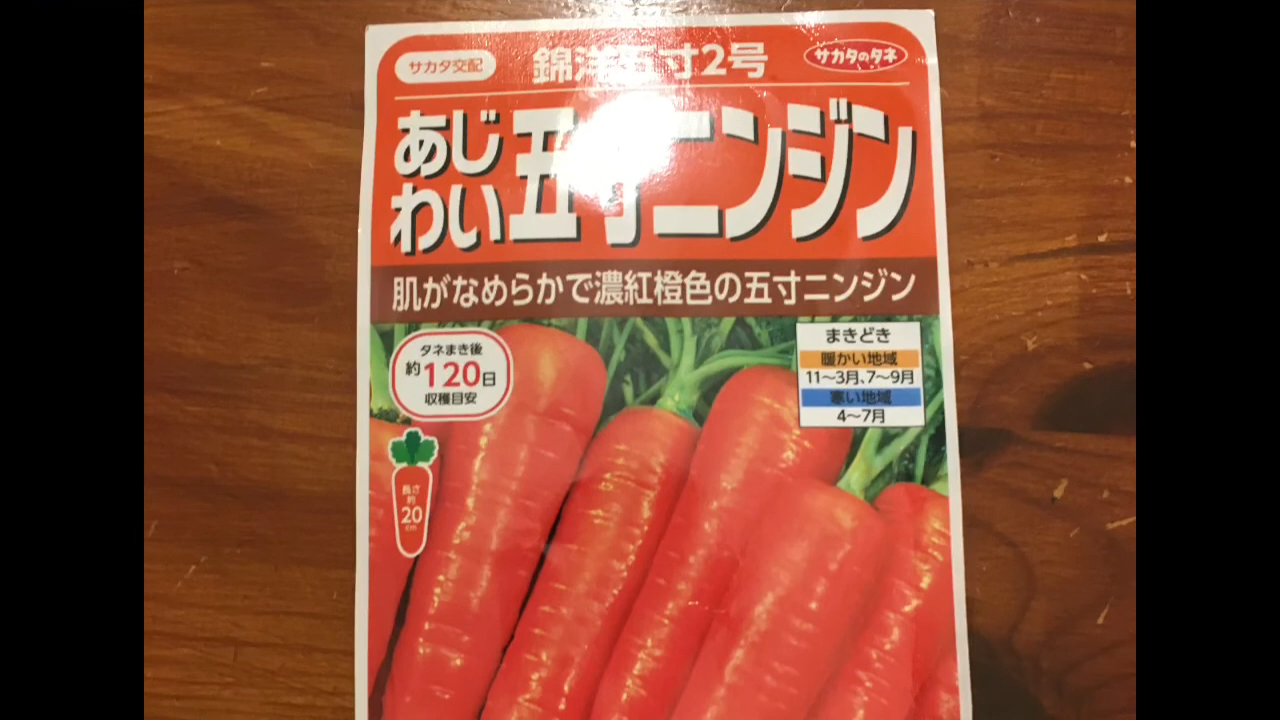 サカタ交配
錦洋五寸2号
サカタのタネ
あじわい五寸ニンジン
肌がなめらかで濃紅橙色の五寸ニンジン
タネまき後
約120日
収穫目安
まきどき
暖かい地域
11〜3月、7〜9月
寒い地域
4〜7月
長さ
約
20
cm